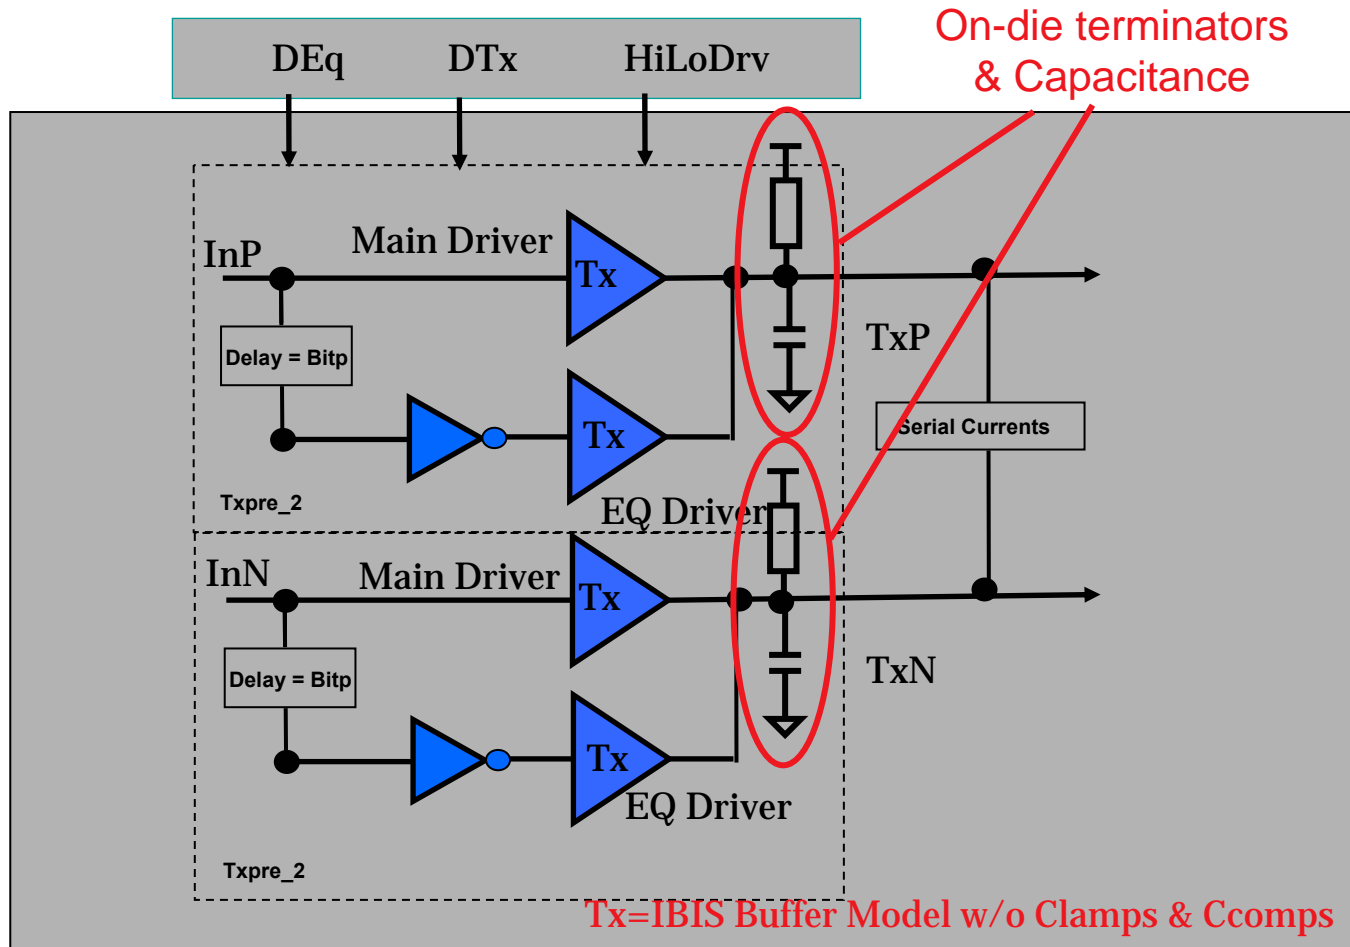 On-die terminators
& Capacitance
DEq DTx HiLoDrv
InP Main Driver
Tx
Delay = Bitp
TxP
Tx
Serial Currents
Txpre_2
EQ Driver
InN Main Driver
Tx
Delay = Bitp
TxN
Tx
EQ Driver
Txpre_2
Tx=IBIS Buffer Model w/o Clamps & Ccomps